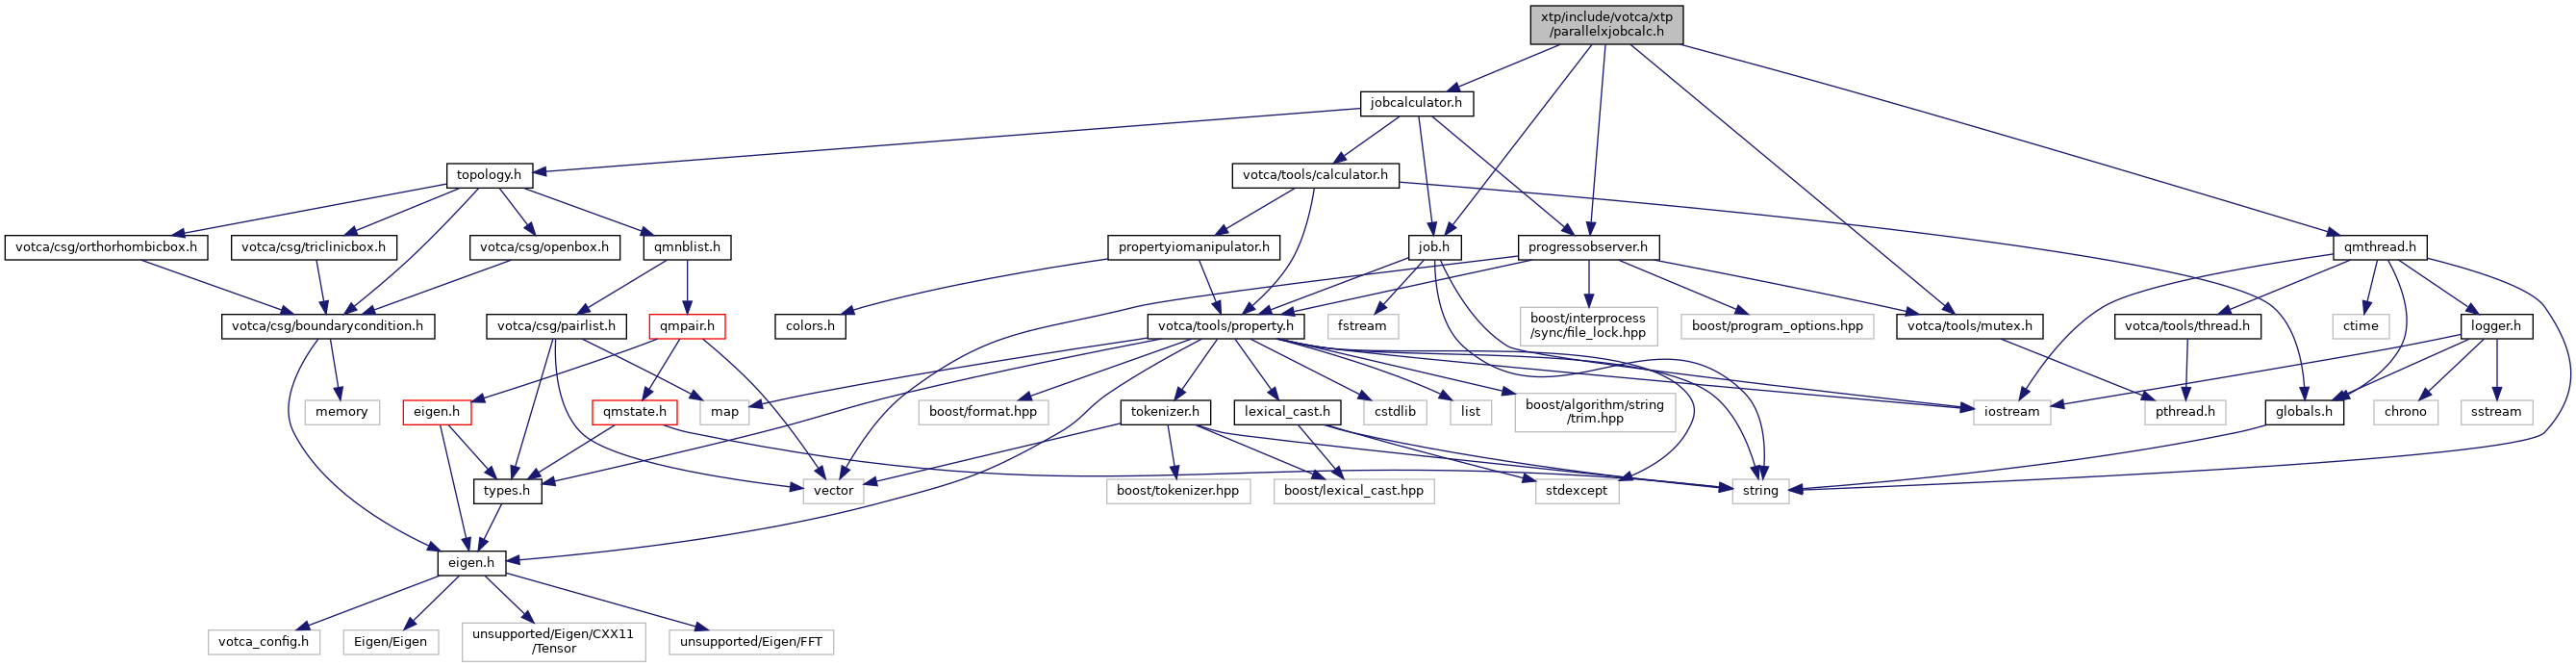 xtp/include/votca/xtp
/parallelxjobcalc.h
jobcalculator.h
topology.h
votca/tools/calculator.h
votca/csg/orthorhombicbox.h
votca/csg/triclinicbox.h
votca/csg/openbox.h
qmnblist.h
propertyiomanipulator.h
job.h
progressobserver.h
qmthread.h
votca/csg/boundarycondition.h
votca/csg/pairlist.h
qmpair.h
colors.h
votca/tools/property.h
fstream
boost/interprocess
/sync/file_lock.hpp
boost/program_options.hpp
votca/tools/mutex.h
votca/tools/thread.h
ctime
logger.h
memory
eigen.h
qmstate.h
map
boost/format.hpp
tokenizer.h
lexical_cast.h
cstdlib
list
boost/algorithm/string
/trim.hpp
iostream
pthread.h
globals.h
chrono
sstream
types.h
vector
boost/tokenizer.hpp
boost/lexical_cast.hpp
stdexcept
string
eigen.h
votca_config.h
Eigen/Eigen
unsupported/Eigen/CXX11
/Tensor
unsupported/Eigen/FFT